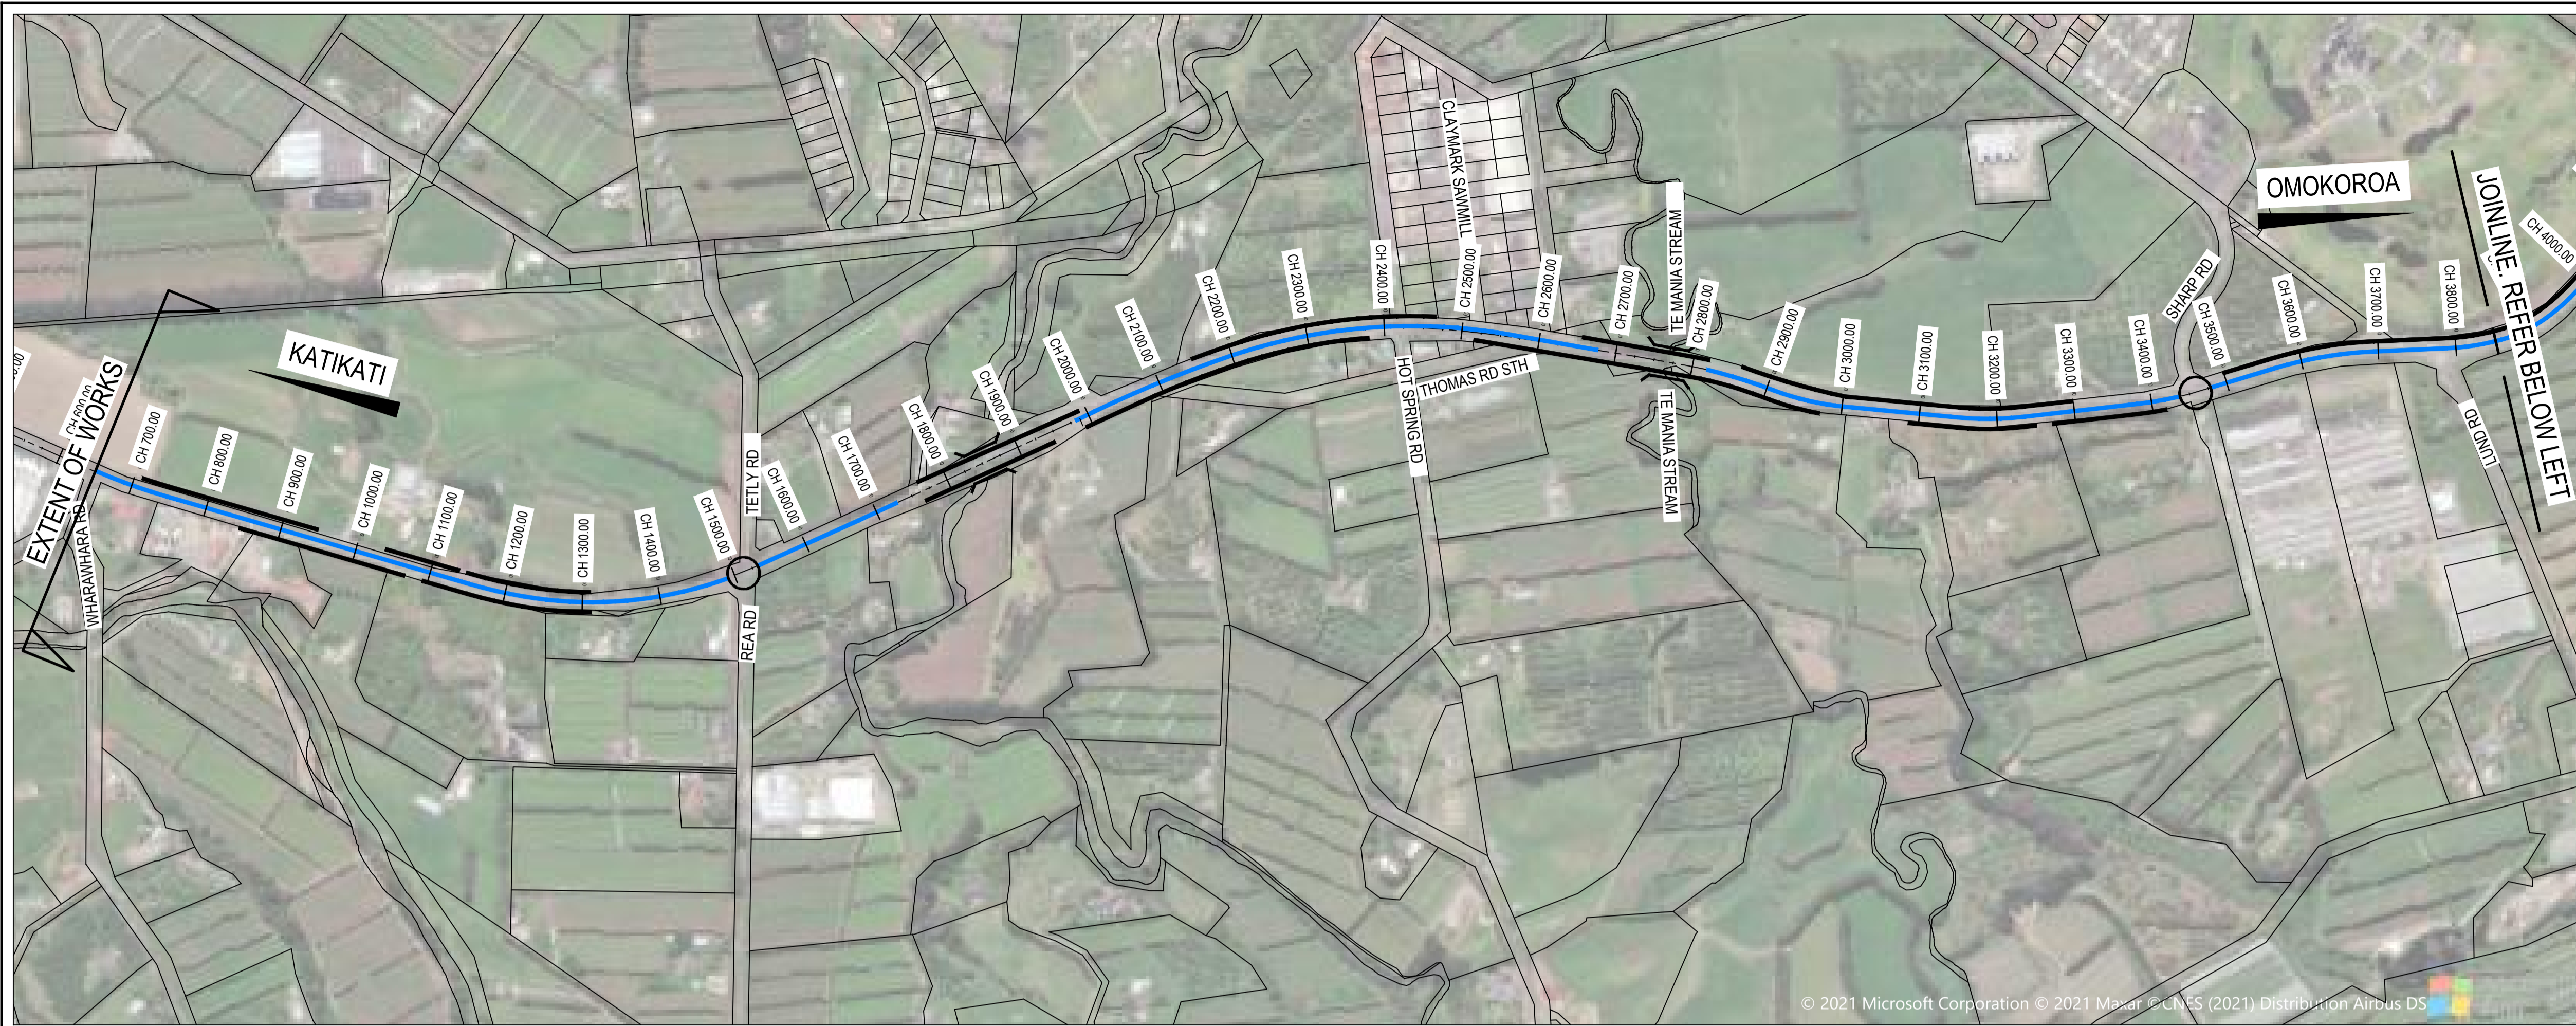 EXTENT OF WORKS
WHARAWHARA RD
KATIKATI
CH 600.00
CH 700.00
CH 800.00
CH 900.00
CH 1000.00
CH 1100.00
CH 1200.00
CH 1300.00
CH 1400.00
CH 1500.00
TETLY RD
REA RD
CH 1600.00
CH 1700.00
CH 1800.00
CH 1900.00
CH 2000.00
CH 2100.00
CH 2200.00
CH 2300.00
CH 2400.00
HOT SPRING RD
CLAYMARK SAWMILL
CH 2500.00
THOMAS RD STH
CH 2600.00
CH 2700.00
TE MANIA STREAM
TE MANIA STREAM
CH 2800.00
CH 2900.00
CH 3000.00
CH 3100.00
CH 3200.00
CH 3300.00
CH 3400.00
SHARP RD
CH 3500.00
CH 3600.00
OMOKOROA
CH 3700.00
CH 3800.00
LUND RD
JOINLINE. REFER BELOW LEFT
CH 4000.00
© 2021 Microsoft Corporation © 2021 Maxar ©CNES (2021) Distribution Airbus DS